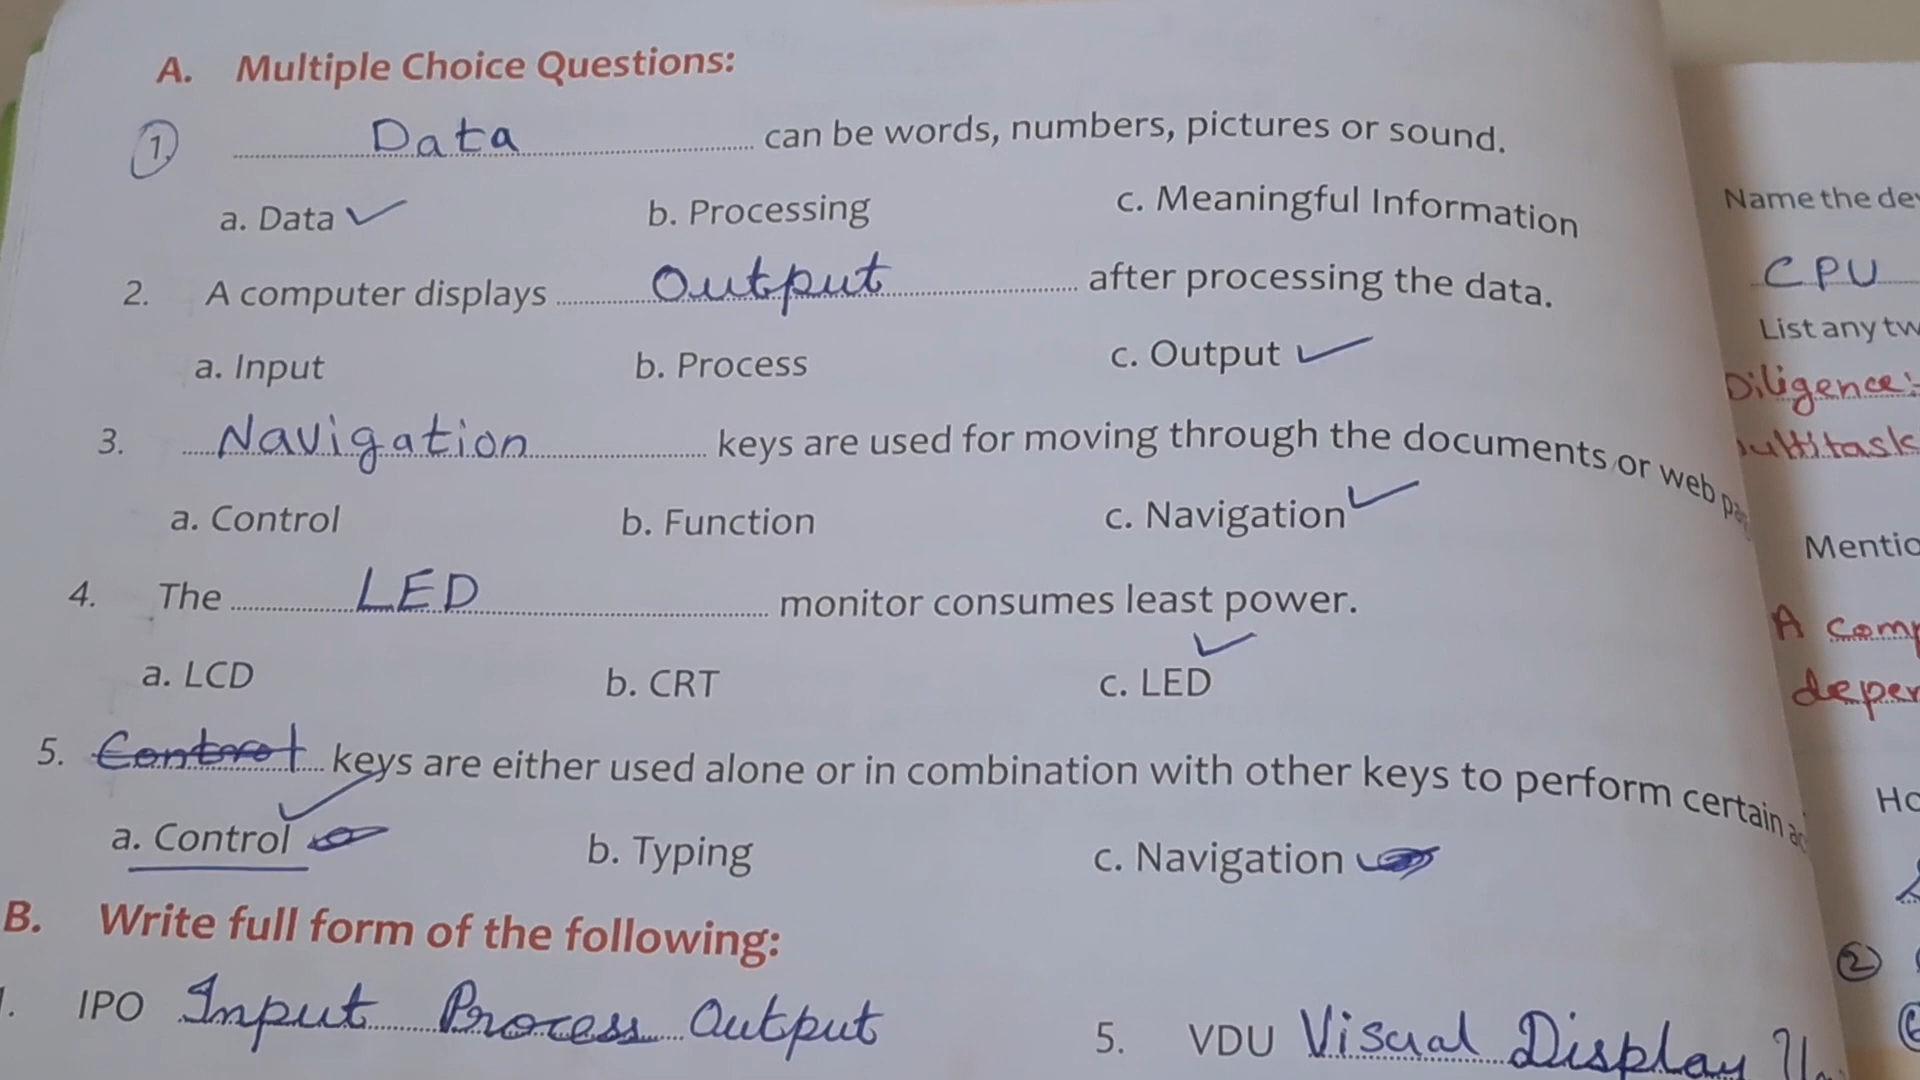 A. Multiple Choice Questions:
1. Data can be words, numbers, pictures or sound.
a. Data b. Processing c. Meaningful Information
2. A computer displays Output after processing the data.
a. Input b. Process c. Output
3. Navigation keys are used for moving through the documents or web
a. Control b. Function c. Navigation
4. The LED monitor consumes least power.
a. LCD b. CRT c. LED
5. Control keys are either used alone or in combination with other keys to perform certain
a. Control b. Typing c. Navigation
B. Write full form of the following:
1. IPO Input Process Output
5. VDU Visual Display
Name the
CPU
List any
Diligence:-
2